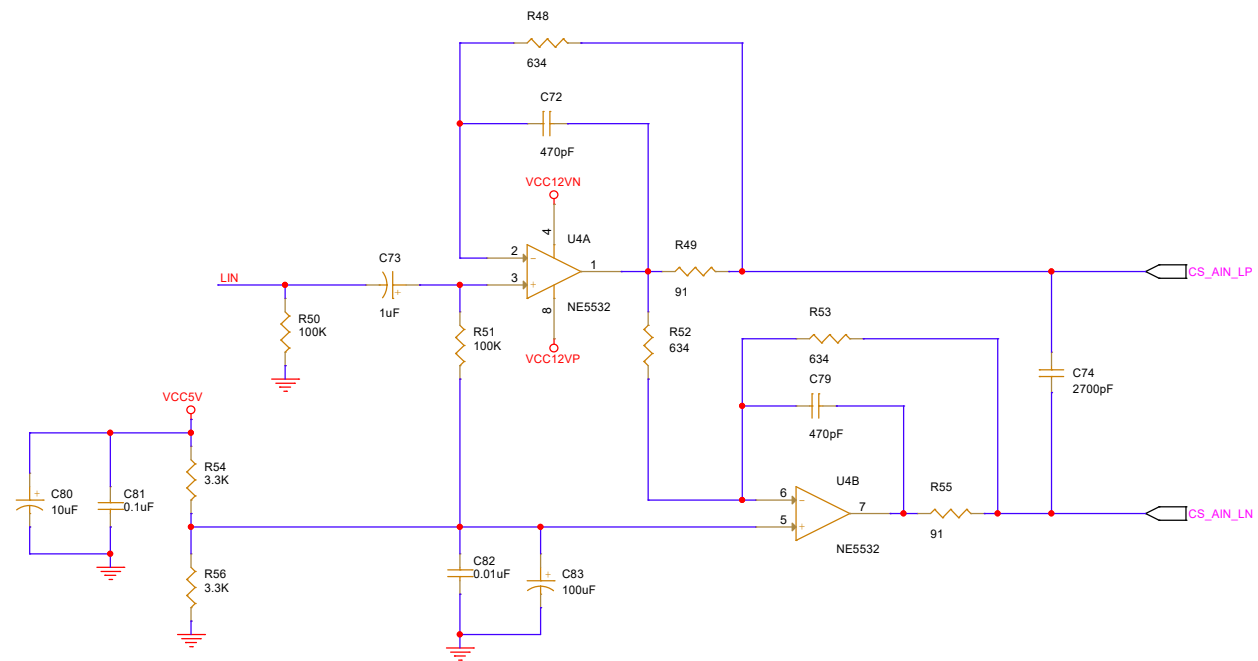 R48
634
C72
470pF
VCC12VN
4
U4A
2
1
3
8
NE5532
VCC12VP
R49
91
CS_AIN_LP
C73
1uF
LIN
R50
100K
R51
100K
R52
634
R53
634
C79
470pF
C74
2700pF
VCC5V
C80
10uF
C81
0.1uF
R54
3.3K
R56
3.3K
C82
0.01uF
C83
100uF
6
5
7
U4B
NE5532
R55
91
CS_AIN_LN